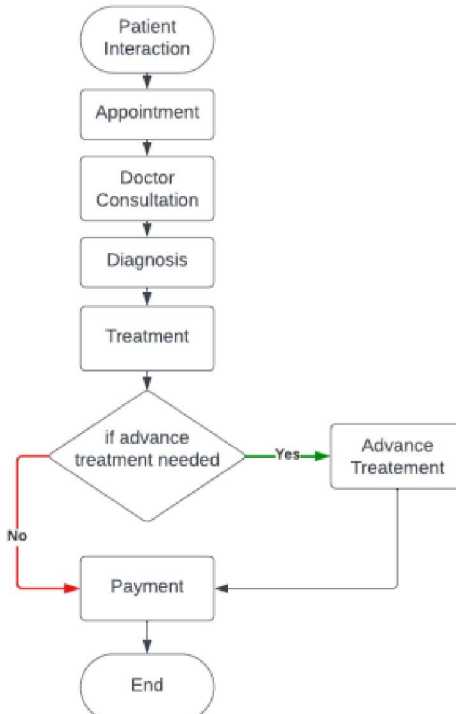 Patient
Interaction
Appointment
Doctor
Consultation
Diagnosis
Treatment
if advance
treatment needed
Yes
Advance
Treatement
No
Payment
End